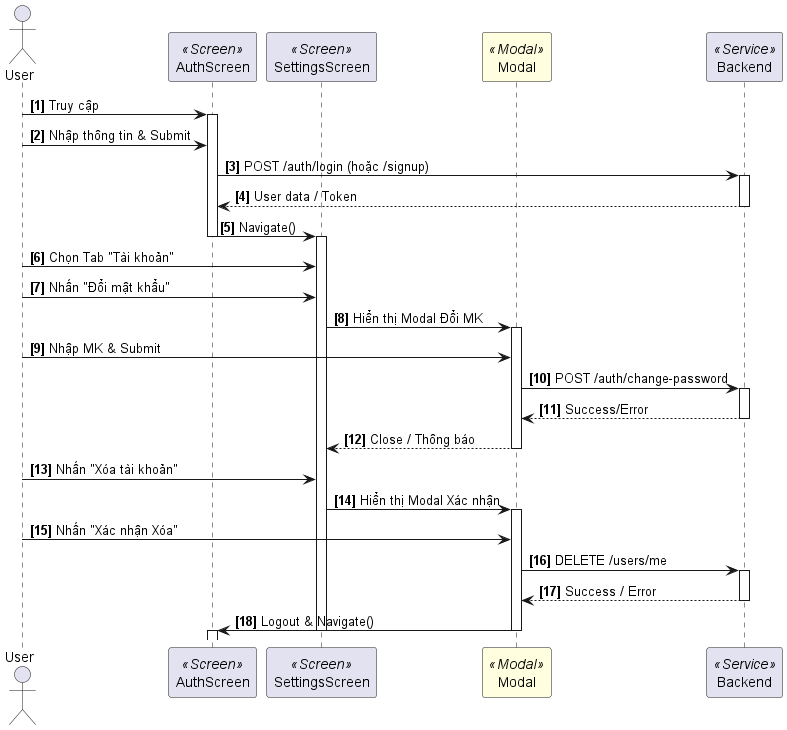 User
«Screen»
AuthScreen
«Screen»
SettingsScreen
«Modal»
Modal
«Service»
Backend
[1] Truy cập
[2] Nhập thông tin & Submit
[3] POST /auth/login (hoặc /signup)
[4] User data / Token
[5] Navigate()
[6] Chọn Tab "Tài khoản"
[7] Nhấn "Đổi mật khẩu"
[8] Hiển thị Modal Đổi MK
[9] Nhập MK & Submit
[10] POST /auth/change-password
[11] Success/Error
[12] Close / Thông báo
[13] Nhấn "Xóa tài khoản"
[14] Hiển thị Modal Xác nhận
[15] Nhấn "Xác nhận Xóa"
[16] DELETE /users/me
[17] Success / Error
[18] Logout & Navigate()
User
«Screen»
AuthScreen
«Screen»
SettingsScreen
«Modal»
Modal
«Service»
Backend